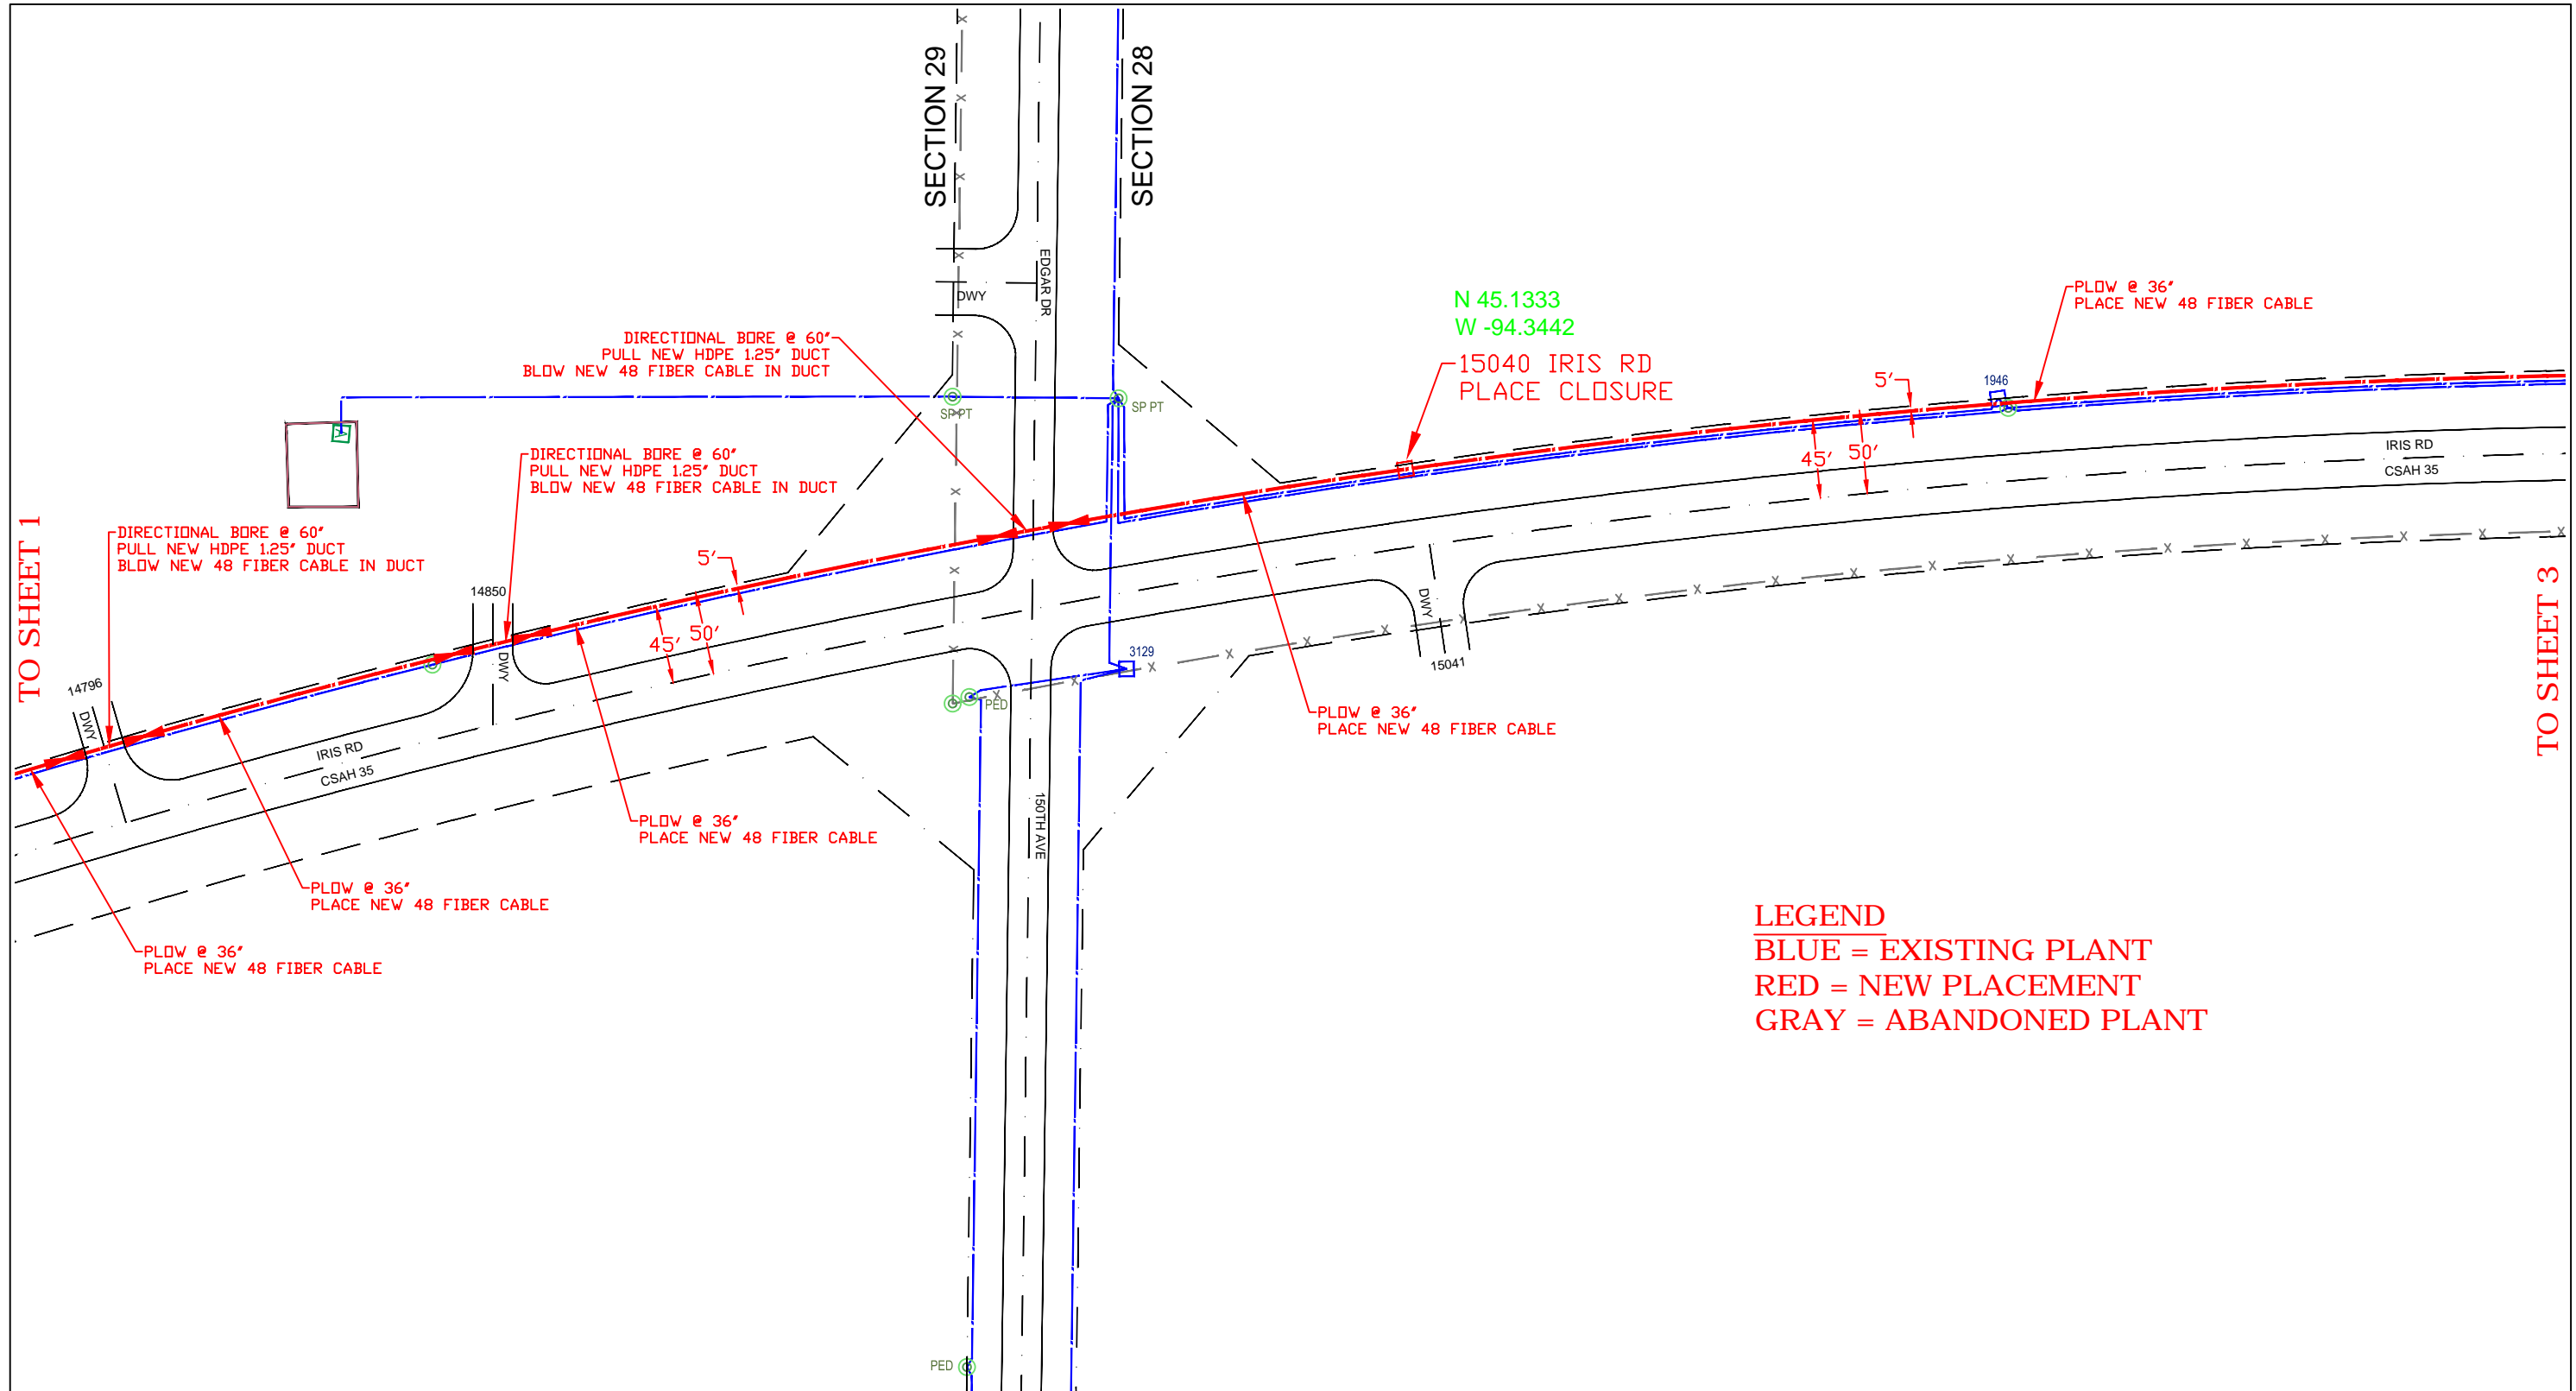 SECTION 29
SECTION 28
EDGAR DR
DWY
N 45.1333
W -94.3442
15040 IRIS RD
PLACE CLOSURE
PLOW @ 36"
PLACE NEW 48 FIBER CABLE
DIRECTIONAL BORE @ 60"
PULL NEW HDPE 1.25" DUCT
BLOW NEW 48 FIBER CABLE IN DUCT
5'
1946
SP PT
SP PT
A
45'
50'
IRIS RD
CSAH 35
DIRECTIONAL BORE @ 60"
PULL NEW HDPE 1.25" DUCT
BLOW NEW 48 FIBER CABLE IN DUCT
TO SHEET 1
DIRECTIONAL BORE @ 60"
PULL NEW HDPE 1.25" DUCT
BLOW NEW 48 FIBER CABLE IN DUCT
5'
14850
DWY
45'
50'
DWY
15041
TO SHEET 3
3129
PED
14796
DWY
IRIS RD
CSAH 35
PLOW @ 36"
PLACE NEW 48 FIBER CABLE
150TH AVE
PLOW @ 36"
PLACE NEW 48 FIBER CABLE
PLOW @ 36"
PLACE NEW 48 FIBER CABLE
PLOW @ 36"
PLACE NEW 48 FIBER CABLE
LEGEND
BLUE = EXISTING PLANT
RED = NEW PLACEMENT
GRAY = ABANDONED PLANT
PED